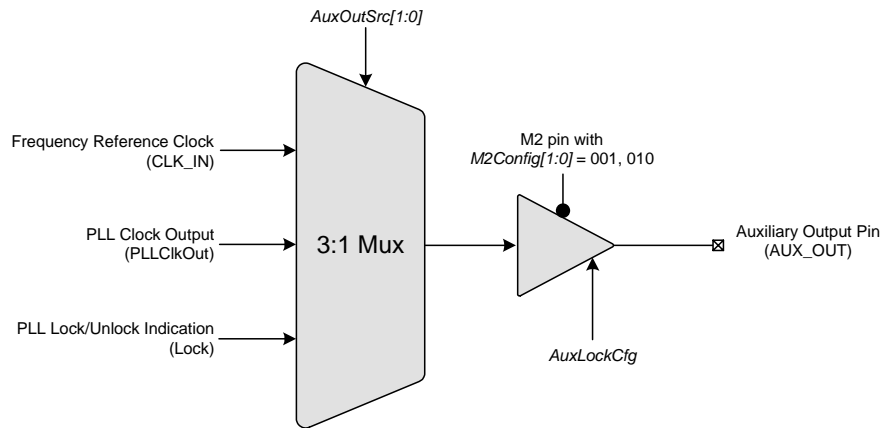 AuxOutSrc[1:0]
Frequency Reference Clock
(CLK_IN)
PLL Clock Output
(PLLClkOut)
PLL Lock/Unlock Indication
(Lock)
3:1 Mux
M2 pin with
M2Config[1:0] = 001, 010
AuxLockCfg
Auxiliary Output Pin
(AUX_OUT)